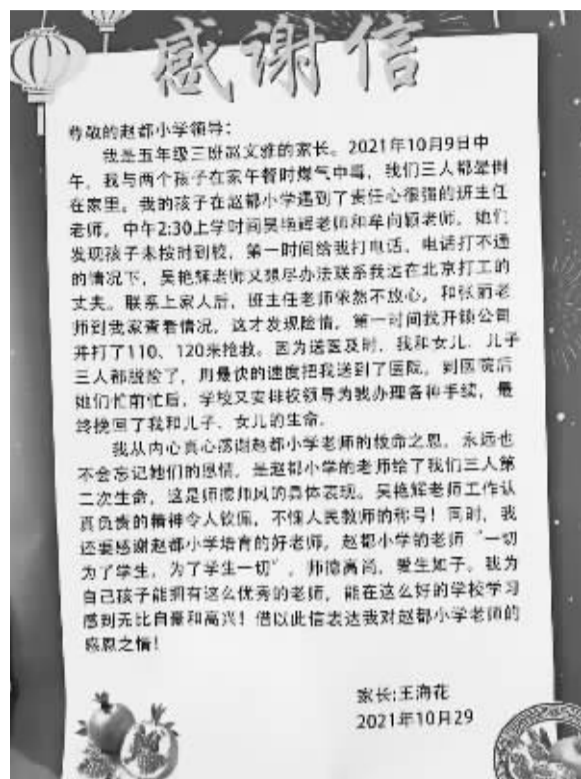 感谢信
尊敬的赵都小学领导：
我是五年级三班赵文雅的家长。2021年10月9日中
午，我与两个孩子在家午餐时煤气中毒，我们三人都晕倒
在家里。我的孩子在赵都小学遇到了责任心很强的班主任
老师，中午2:30上学时间吴艳辉老师和牟向颖老师，她们
发现孩子未按时到校，第一时间给我打电话，电话打不通
的情况下，吴艳辉老师又想尽办法联系我远在北京打工的
丈夫。联系上家人后，班主任老师依然不放心，和张丽老
师到我家查看情况，这才发现险情，第一时间找开锁公司
并打了110、120来抢救。因为送医及时，我和女儿、儿子
三人都脱险了，用最快的速度把我送到了医院，到医院后
她们忙前忙后，学校又安排校领导为我办理各种手续，最
终挽回了我和儿子、女儿的生命。
我从内心真心感谢赵都小学老师的救命之恩，永远也
不会忘记她们的恩情，是赵都小学的老师给了我们三人第
二次生命，这是师德师风的具体表现。吴艳辉老师工作认
真负责的精神令人钦佩，不愧人民教师的称号！同时，我
还要感谢赵都小学培育的好老师，赵都小学的老师“一切
为了学生，为了学生一切”，师德高尚，爱生如子。我为
自己孩子能拥有这么优秀的老师，能在这么好的学校学习
感到无比自豪和高兴！借以此信表达我对赵都小学老师的
感恩之情！
家长:王海花
2021年10月29